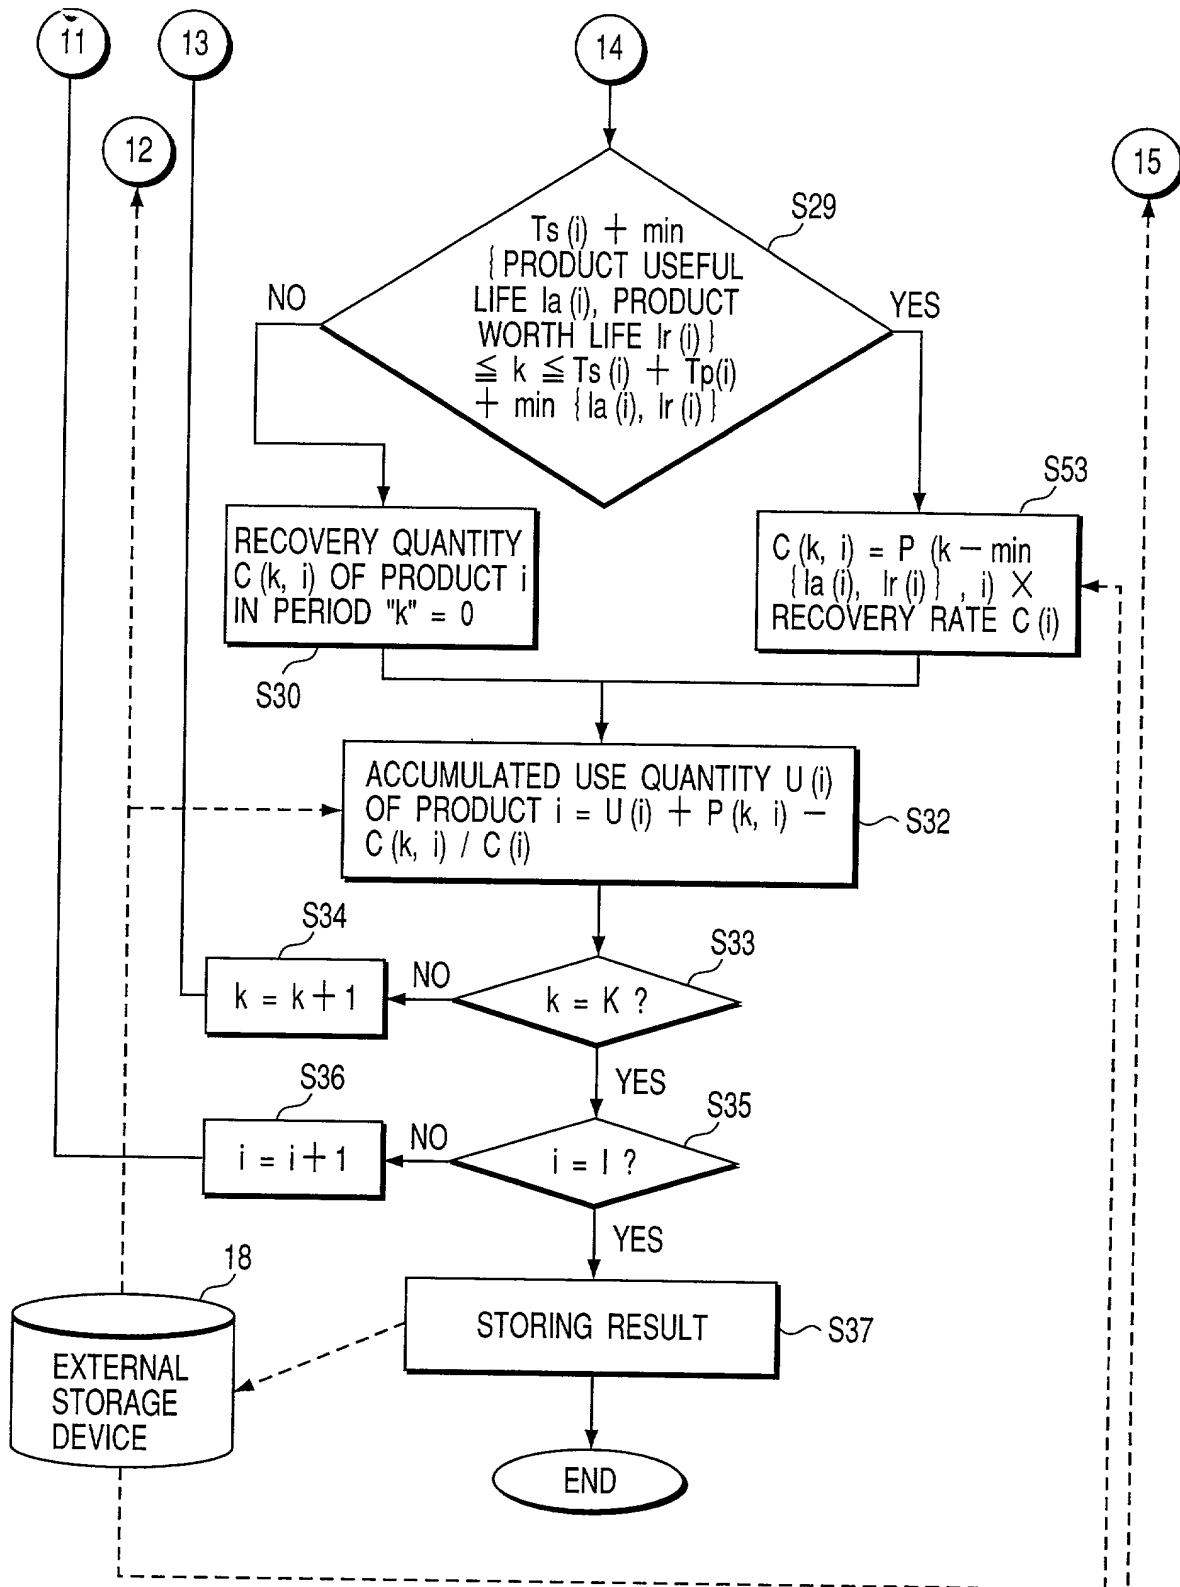 11
13
14
12
15
S29
Ts (i) + min
{ PRODUCT USEFUL
LIFE la (i), PRODUCT
WORTH LIFE lr (i) }
≦ k ≦ Ts (i) + Tp(i)
+ min { la (i), lr (i) }
NO
YES
S53
RECOVERY QUANTITY
C (k, i) OF PRODUCT i
IN PERIOD "k" = 0
S30
C (k, i) = P (k – min
{ la (i), lr (i) } , i) ×
RECOVERY RATE C (i)
ACCUMULATED USE QUANTITY U (i)
OF PRODUCT i = U (i) + P (k, i) –
C (k, i) / C (i)
S32
S34
k = k + 1
NO
S33
k = K ?
YES
S36
i = i + 1
NO
S35
i = I ?
YES
18
EXTERNAL
STORAGE
DEVICE
STORING RESULT
S37
END